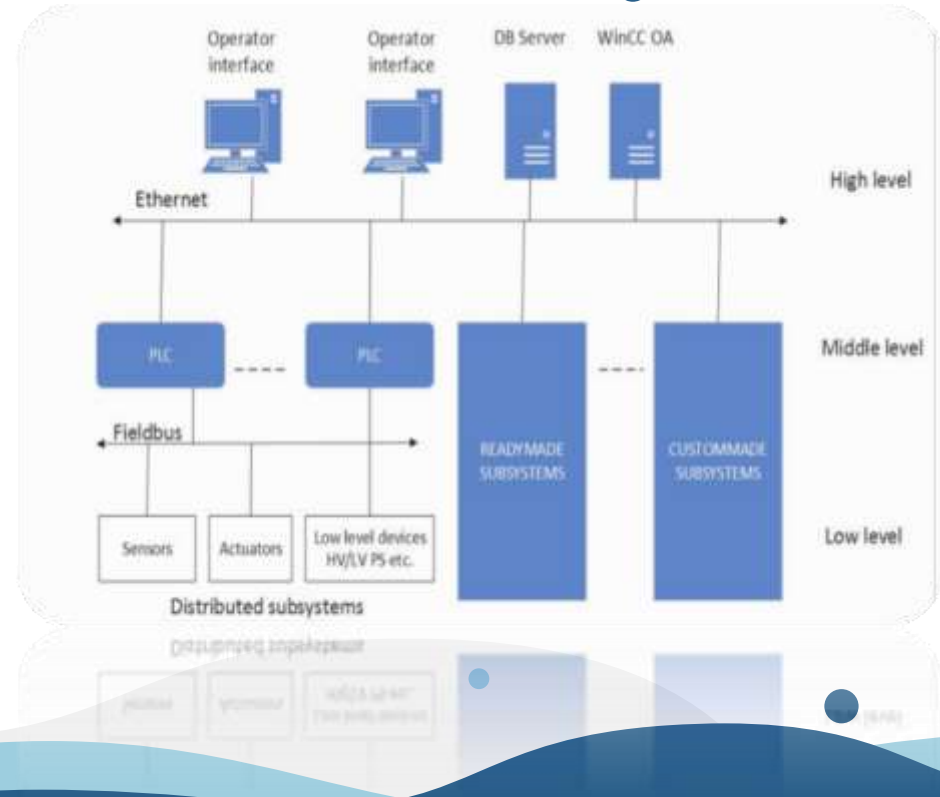 Operator
interface
Operator
interface
DB Server
WinCC OA
High level
Ethernet
PLC
PLC
Middle level
Fieldbus
READYMADE
SUBSYSTEMS
CUSTOMMADE
SUBSYSTEMS
Sensors
Actuators
Low level devices
HV/LV PS etc.
Low level
Distributed subsystems